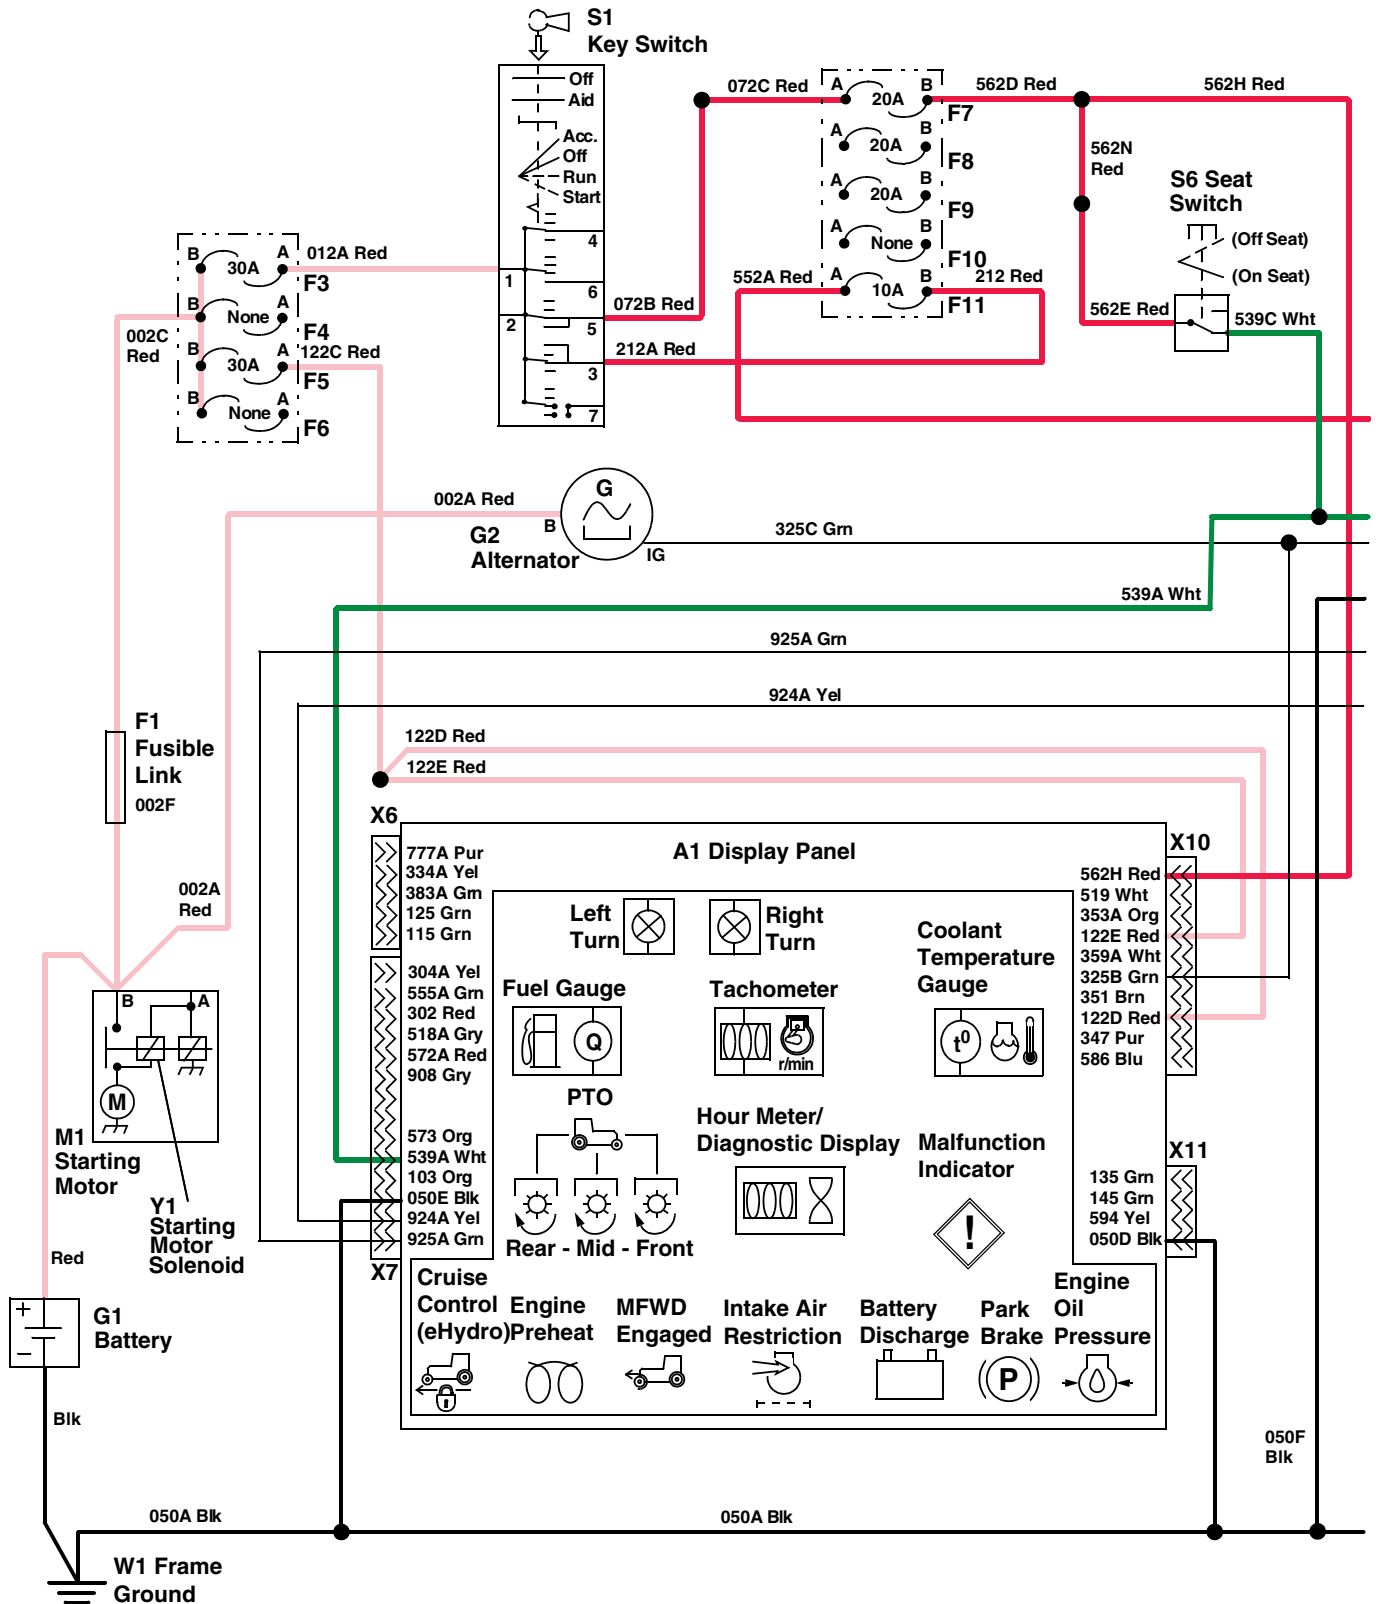 S1
Key Switch
Off
Aid
Acc.
Off
Run
Start
4
1
6
2
5
3
7
072C Red
A
B
20A
F7
562D Red
562H Red
A
B
20A
F8
A
B
20A
F9
A
B
None
F10
552A Red
A
B
10A
F11
212 Red
562N
Red
S6 Seat
Switch
(Off Seat)
(On Seat)
562E Red
539C Wht
012A Red
B
A
30A
F3
B
A
None
F4
002C
Red
B
A
30A
F5
122C Red
B
A
None
F6
072B Red
212A Red
002A Red
G
B
G2
Alternator
IG
325C Grn
539A Wht
925A Grn
924A Yel
F1
Fusible
Link
002F
122D Red
122E Red
002A
Red
X6
A1 Display Panel
X10
777A Pur
334A Yel
383A Grn
125 Grn
115 Grn
304A Yel
555A Grn
302 Red
518A Gry
572A Red
908 Gry
573 Org
539A Wht
103 Org
050E Blk
924A Yel
925A Grn
X7
562H Red
519 Wht
353A Org
122E Red
359A Wht
325B Grn
351 Brn
122D Red
347 Pur
586 Blu
X11
135 Grn
145 Grn
594 Yel
050D Blk
Left
Turn
Right
Turn
Coolant
Temperature
Gauge
Fuel Gauge
Q
Tachometer
r/min
t0
PTO
Hour Meter/
Diagnostic Display
Malfunction
Indicator
!
Rear - Mid - Front
Cruise
Control
(eHydro)
Engine
Preheat
MFWD
Engaged
Intake Air
Restriction
Battery
Discharge
Park
Brake
P
Engine
Oil
Pressure
B
A
M
M1
Starting
Motor
Y1
Starting
Motor
Solenoid
Red
+
−
G1
Battery
Blk
050A Blk
050A Blk
050F
Blk
W1 Frame
Ground